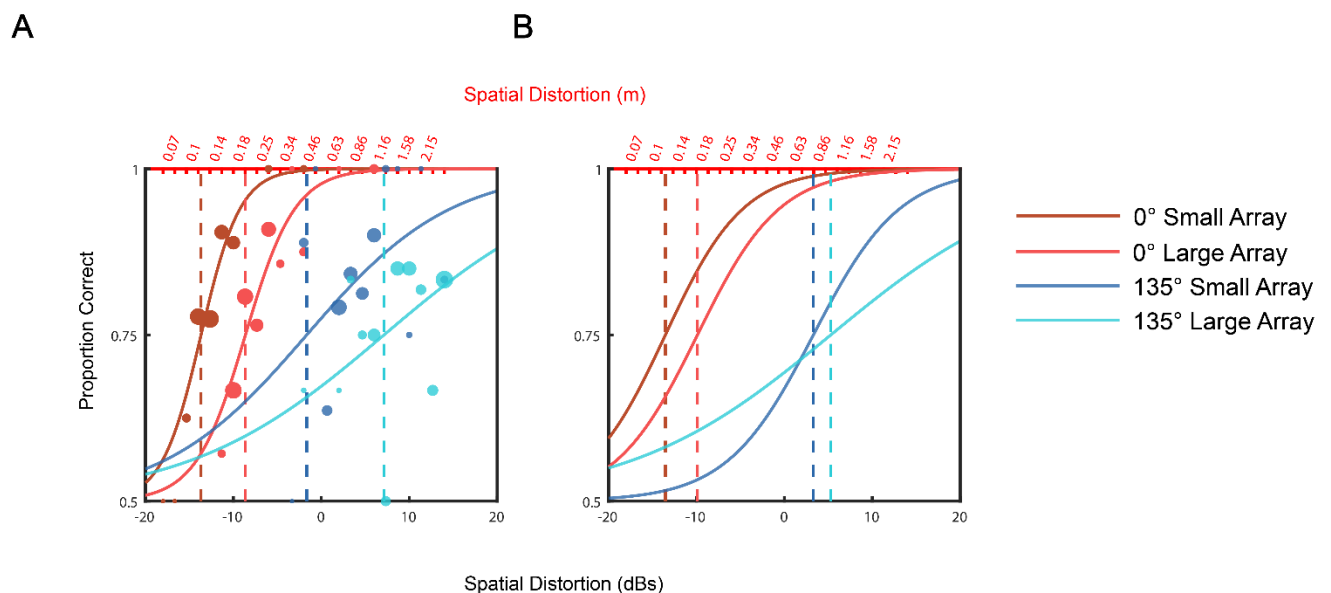 A
B
Spatial Distortion (m)
0.07 0.1 0.14 0.18 0.25 0.34 0.46 0.63 0.86 1.16 1.58 2.15
0.07 0.1 0.14 0.18 0.25 0.34 0.46 0.63 0.86 1.16 1.58 2.15
Proportion Correct
1
0.75
0.5
-20 -10 0 10 20
1
0.75
0.5
-20 -10 0 10 20
Spatial Distortion (dBs)
0° Small Array
0° Large Array
135° Small Array
135° Large Array